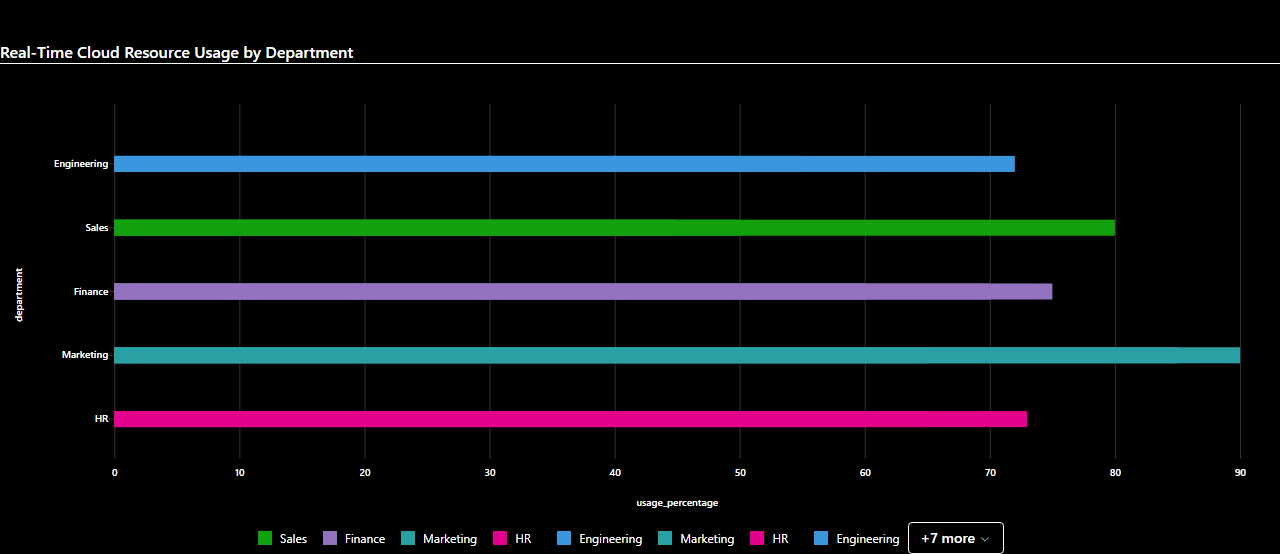 Real-Time Cloud Resource Usage by Department
department
Engineering
Sales
Finance
Marketing
HR
0 10 20 30 40 50 60 70 80 90
usage_percentage
Sales Finance Marketing HR Engineering Marketing HR Engineering +7 more